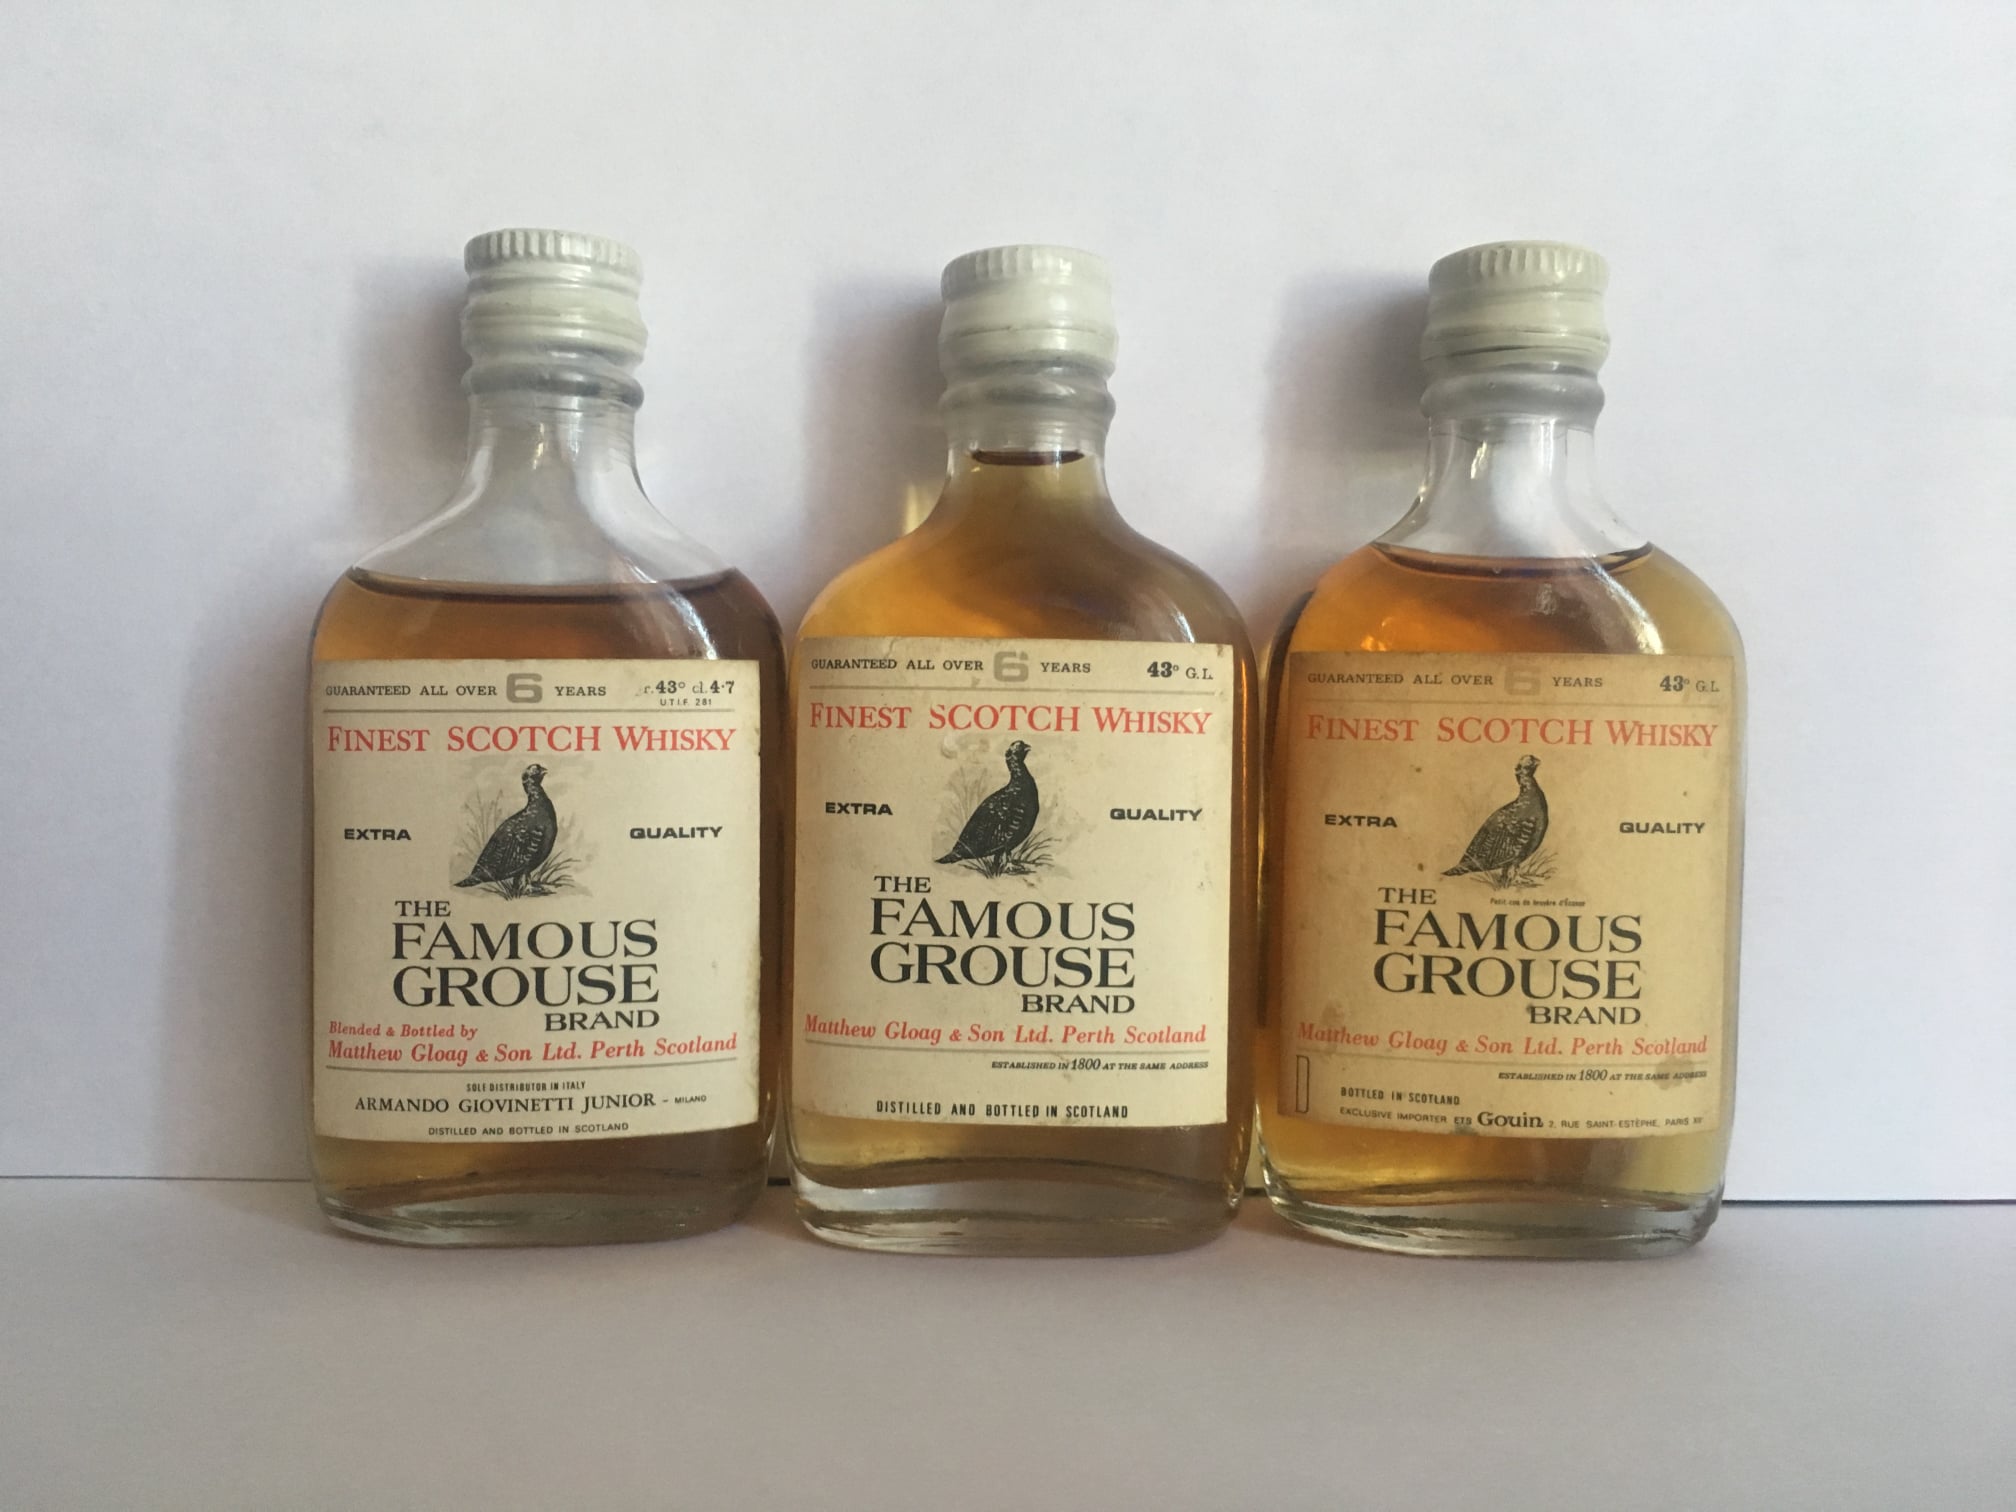 GUARANTEED ALL OVER 6 YEARS r.43° cl.4·7
U.T.I.F. 281
FINEST SCOTCH WHISKY
EXTRA QUALITY
THE
FAMOUS
GROUSE
BRAND
Blended & Bottled by
Matthew Gloag & Son Ltd. Perth Scotland
SOLE DISTRIBUTOR IN ITALY
ARMANDO GIOVINETTI JUNIOR - MILANO
DISTILLED AND BOTTLED IN SCOTLAND
GUARANTEED ALL OVER 6 YEARS 43° G.L.
FINEST SCOTCH WHISKY
EXTRA QUALITY
THE
FAMOUS
GROUSE
BRAND
Matthew Gloag & Son Ltd. Perth Scotland
ESTABLISHED IN 1800 AT THE SAME ADDRESS
DISTILLED AND BOTTLED IN SCOTLAND
GUARANTEED ALL OVER 6 YEARS 43° G.L
FINEST SCOTCH WHISKY
EXTRA QUALITY
Petit coq de bruyère d'Écosse
THE
FAMOUS
GROUSE
BRAND
Matthew Gloag & Son Ltd. Perth Scotland
ESTABLISHED IN 1800 AT THE SAME ADDRESS
BOTTLED IN SCOTLAND
EXCLUSIVE IMPORTER ETS Gouin 2, RUE SAINT-ESTÈPHE, PARIS